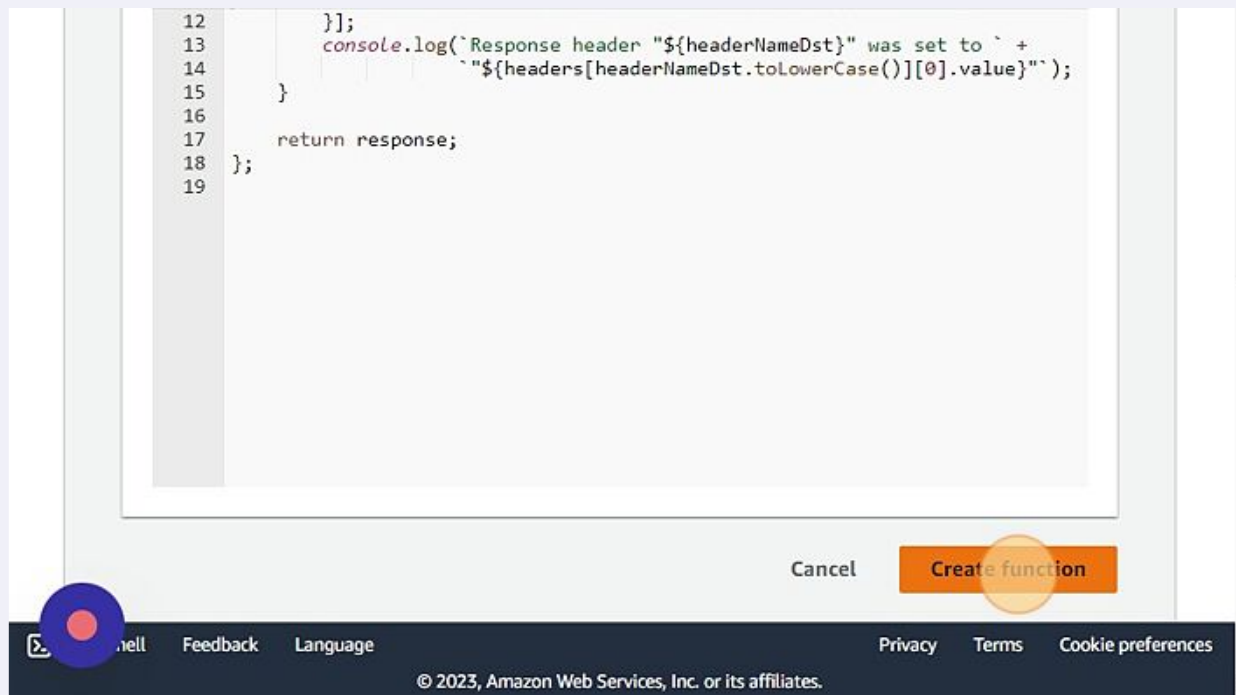 12 }];
13 console.log(`Response header "${headerNameDst}" was set to ` +
14 `"${headers[headerNameDst.toLowerCase()][0].value}"`);
15 }
16
17 return response;
18 };
19
Cancel Create function
Feedback Language Privacy Terms Cookie preferences
© 2023, Amazon Web Services, Inc. or its affiliates.